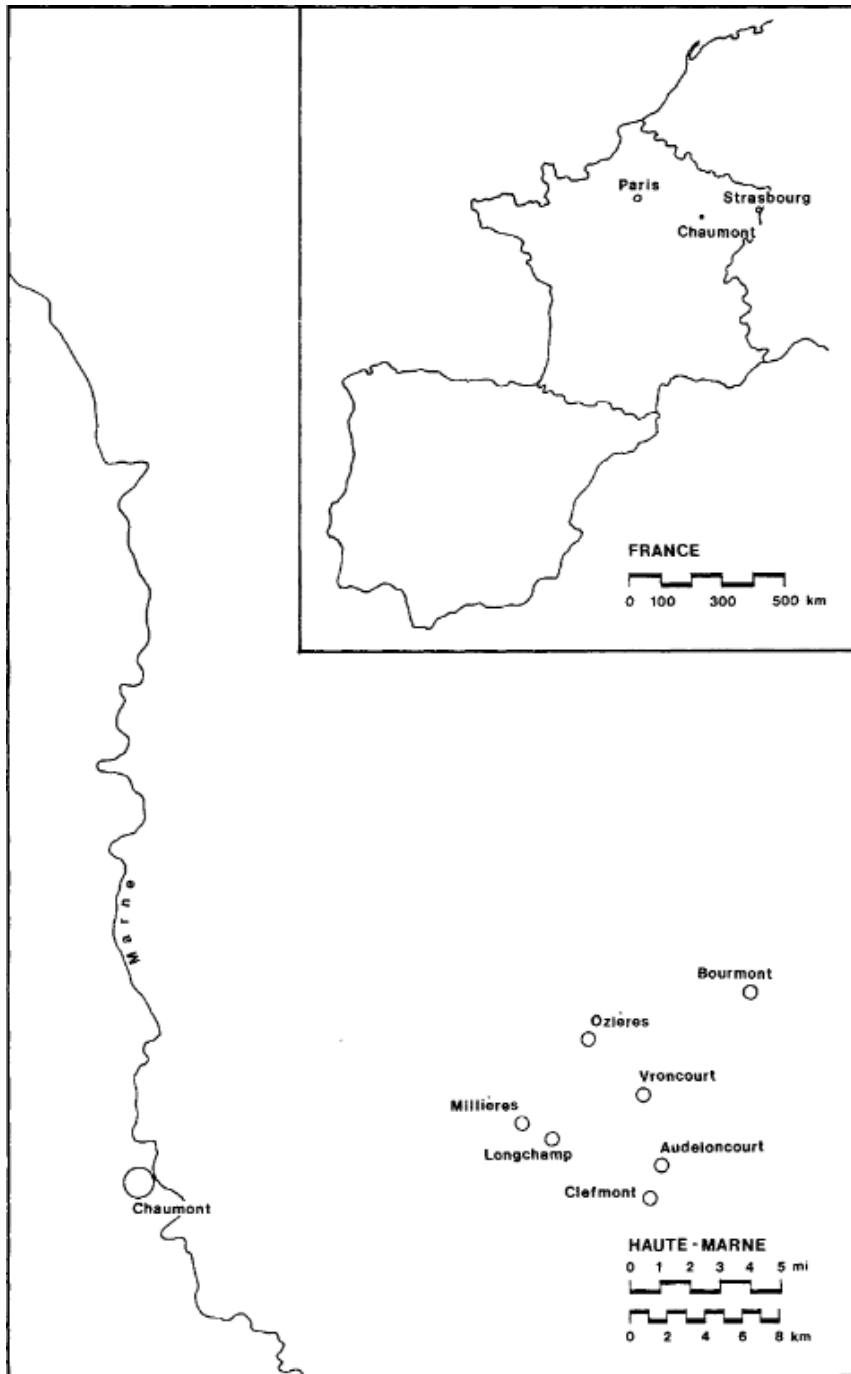 Paris
Strasbourg
Chaumont
FRANCE
0 100 300 500 km
Marne
Bourmont
Ozières
Vroncourt
Millières
Longchamp
Audeloncourt
Clefmont
Chaumont
HAUTE-MARNE
0 1 2 3 4 5 mi
0 2 4 6 8
km